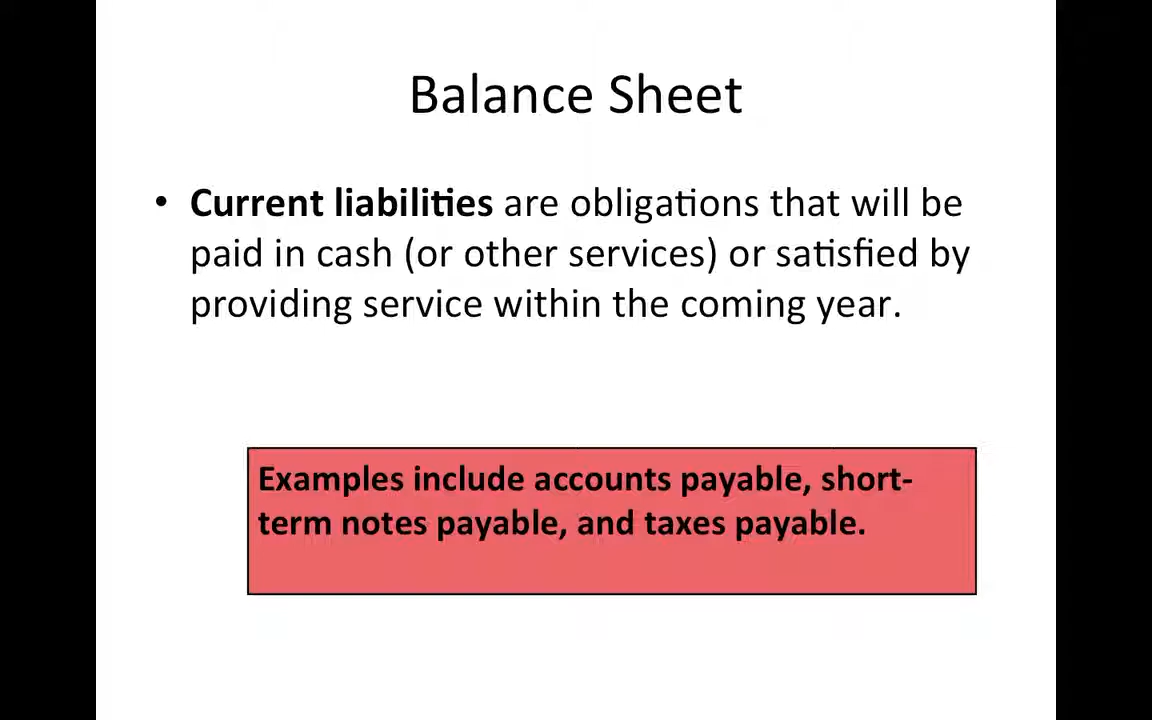 Balance Sheet
• Current liabilities are obligations that will be
paid in cash (or other services) or satisfied by
providing service within the coming year.
Examples include accounts payable, short-
term notes payable, and taxes payable.